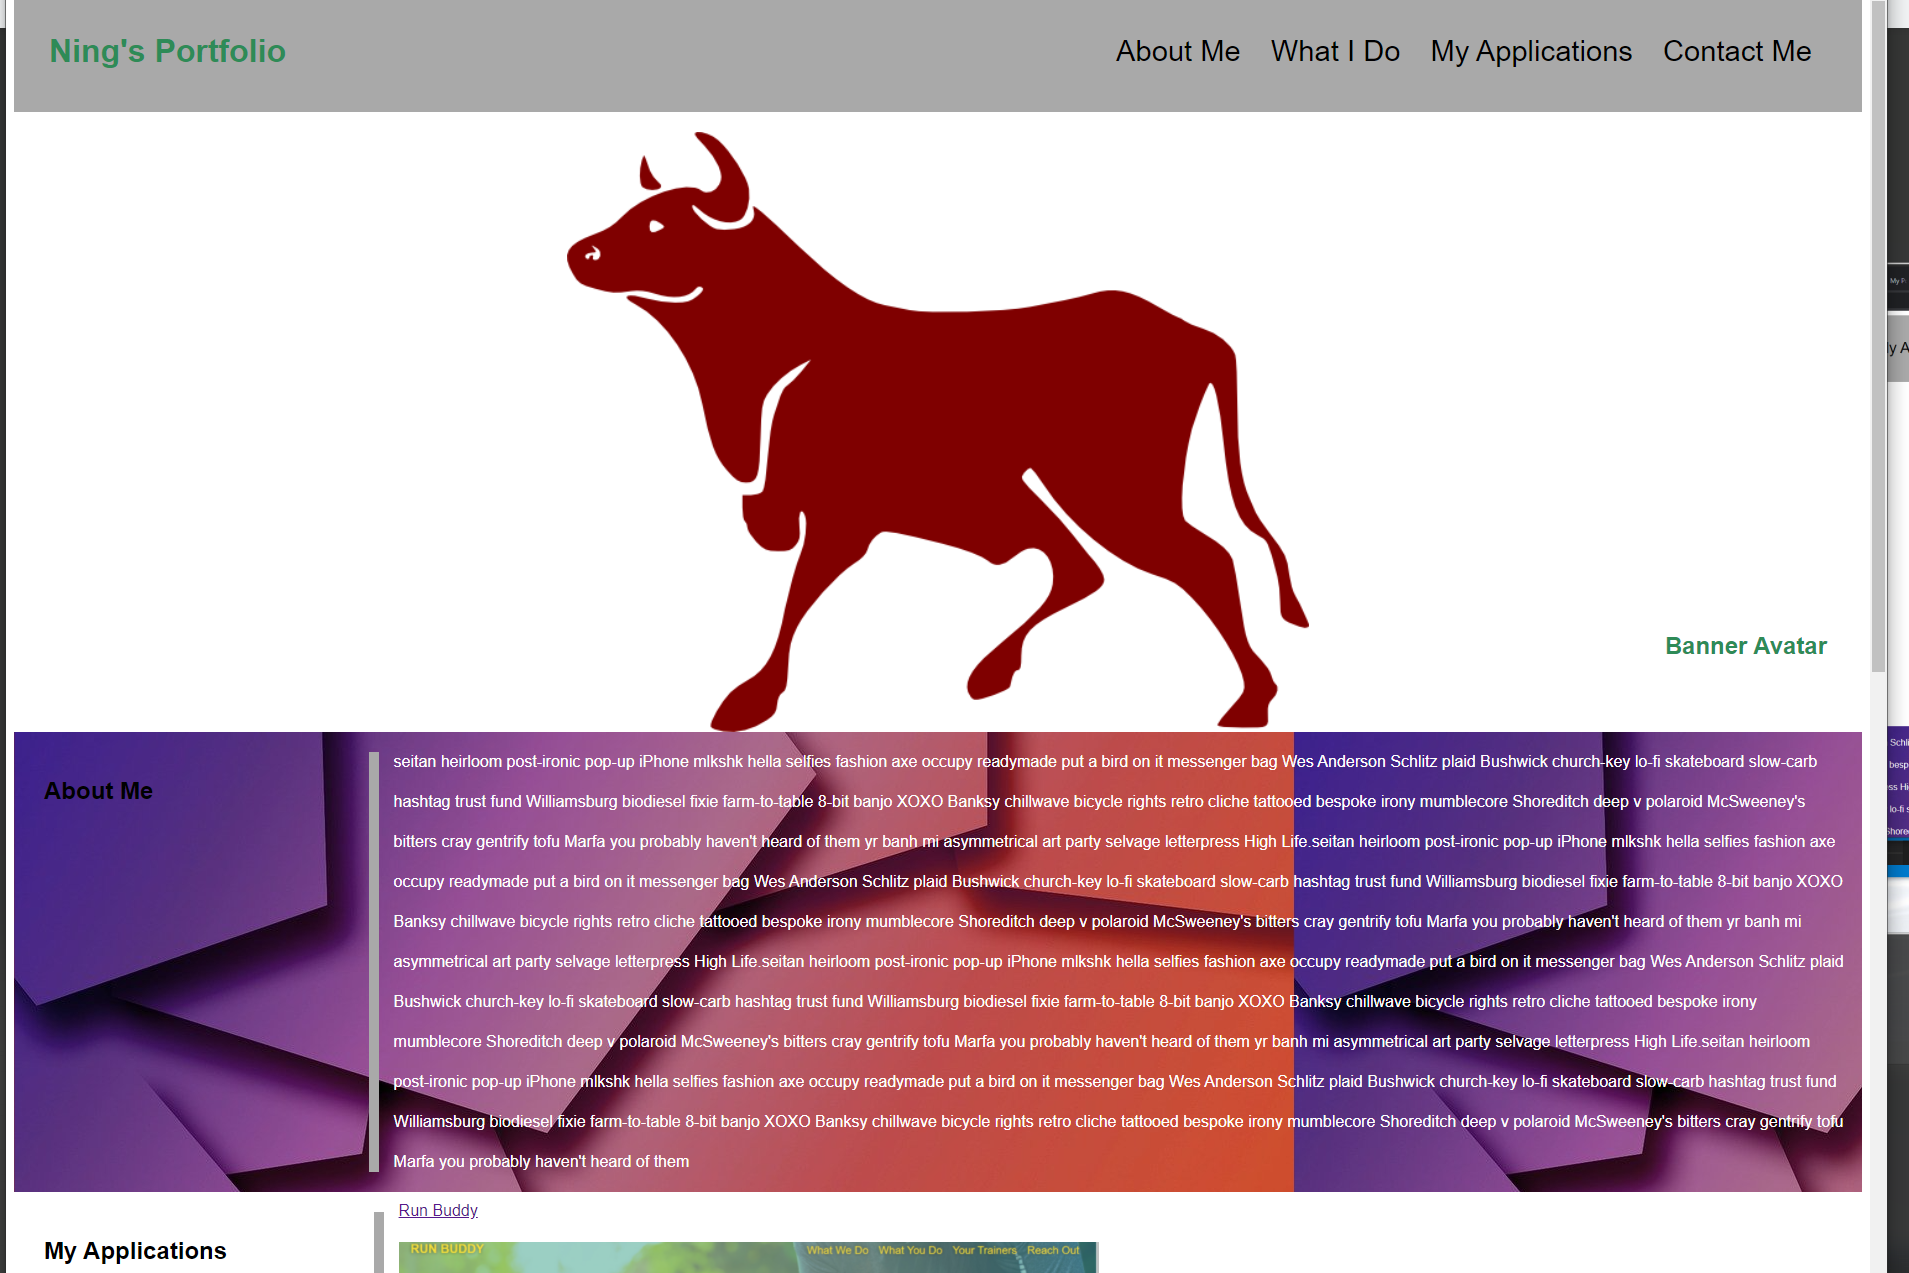 Ning's Portfolio
About Me What I Do My Applications Contact Me
Banner Avatar
About Me
seitan heirloom post-ironic pop-up iPhone mlkshk hella selfies fashion axe occupy readymade put a bird on it messenger bag Wes Anderson Schlitz plaid Bushwick church-key lo-fi skateboard slow-carb
hashtag trust fund Williamsburg biodiesel fixie farm-to-table 8-bit banjo XOXO Banksy chillwave bicycle rights retro cliche tattooed bespoke irony mumblecore Shoreditch deep v polaroid McSweeney's
bitters cray gentrify tofu Marfa you probably haven't heard of them yr banh mi asymmetrical art party selvage letterpress High Life.seitan heirloom post-ironic pop-up iPhone mlkshk hella selfies fashion axe
occupy readymade put a bird on it messenger bag Wes Anderson Schlitz plaid Bushwick church-key lo-fi skateboard slow-carb hashtag trust fund Williamsburg biodiesel fixie farm-to-table 8-bit banjo XOXO
Banksy chillwave bicycle rights retro cliche tattooed bespoke irony mumblecore Shoreditch deep v polaroid McSweeney's bitters cray gentrify tofu Marfa you probably haven't heard of them yr banh mi
asymmetrical art party selvage letterpress High Life.seitan heirloom post-ironic pop-up iPhone mlkshk hella selfies fashion axe occupy readymade put a bird on it messenger bag Wes Anderson Schlitz plaid
Bushwick church-key lo-fi skateboard slow-carb hashtag trust fund Williamsburg biodiesel fixie farm-to-table 8-bit banjo XOXO Banksy chillwave bicycle rights retro cliche tattooed bespoke irony
mumblecore Shoreditch deep v polaroid McSweeney's bitters cray gentrify tofu Marfa you probably haven't heard of them yr banh mi asymmetrical art party selvage letterpress High Life.seitan heirloom
post-ironic pop-up iPhone mlkshk hella selfies fashion axe occupy readymade put a bird on it messenger bag Wes Anderson Schlitz plaid Bushwick church-key lo-fi skateboard slow-carb hashtag trust fund
Williamsburg biodiesel fixie farm-to-table 8-bit banjo XOXO Banksy chillwave bicycle rights retro cliche tattooed bespoke irony mumblecore Shoreditch deep v polaroid McSweeney's bitters cray gentrify tofu
Marfa you probably haven't heard of them
My Applications
Run Buddy
RUN BUDDY What We Do What You Do Your Trainers Reach Out